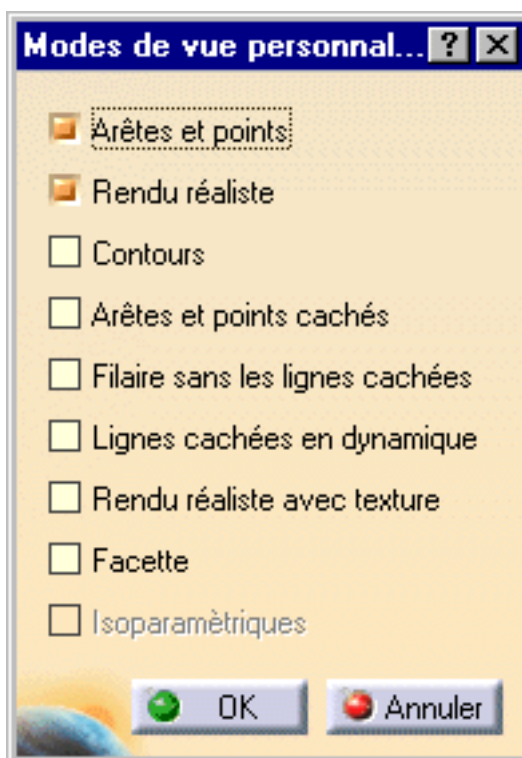 Modes de vue personnal...
Arêtes et points
Rendu réaliste
Contours
Arêtes et points cachés
Filaire sans les lignes cachées
Lignes cachées en dynamique
Rendu réaliste avec texture
Facette
Isoparamètriques
OK Annuler